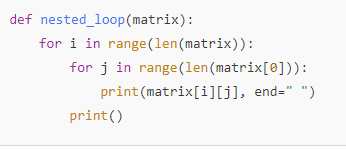 def nested_loop(matrix):
    for i in range(len(matrix)):
        for j in range(len(matrix[0])):
            print(matrix[i][j], end=" ")
        print()